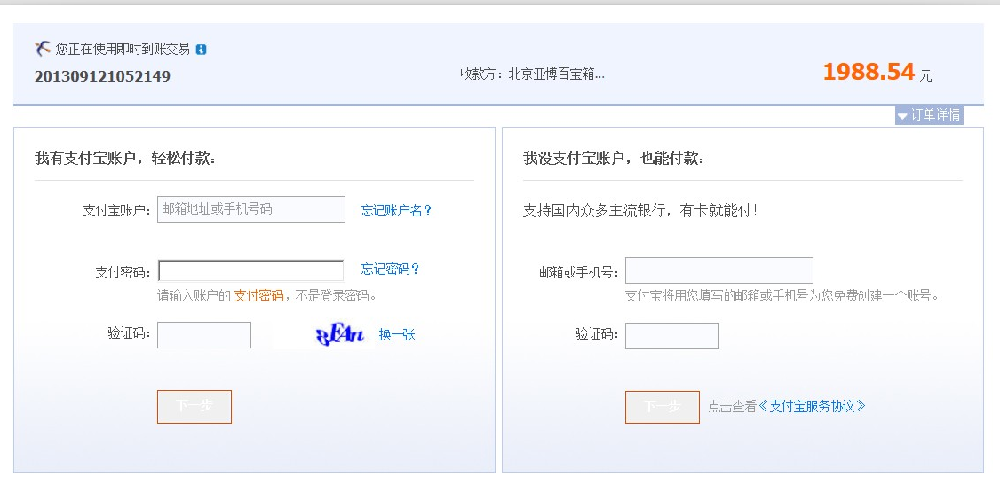 您正在使用即时到账交易
201309121052149
收款方：北京亚博百宝箱...
1988.54 元
订单详情
我有支付宝账户，轻松付款：
支付宝账户： 邮箱地址或手机号码 忘记账户名？
支付密码： 忘记密码？
请输入账户的 支付密码，不是登录密码。
验证码： 换一张
下一步
我没支付宝账户，也能付款：
支持国内众多主流银行，有卡就能付！
邮箱或手机号：
支付宝将用您填写的邮箱或手机号为您免费创建一个账号。
验证码：
下一步 点击查看《支付宝服务协议》